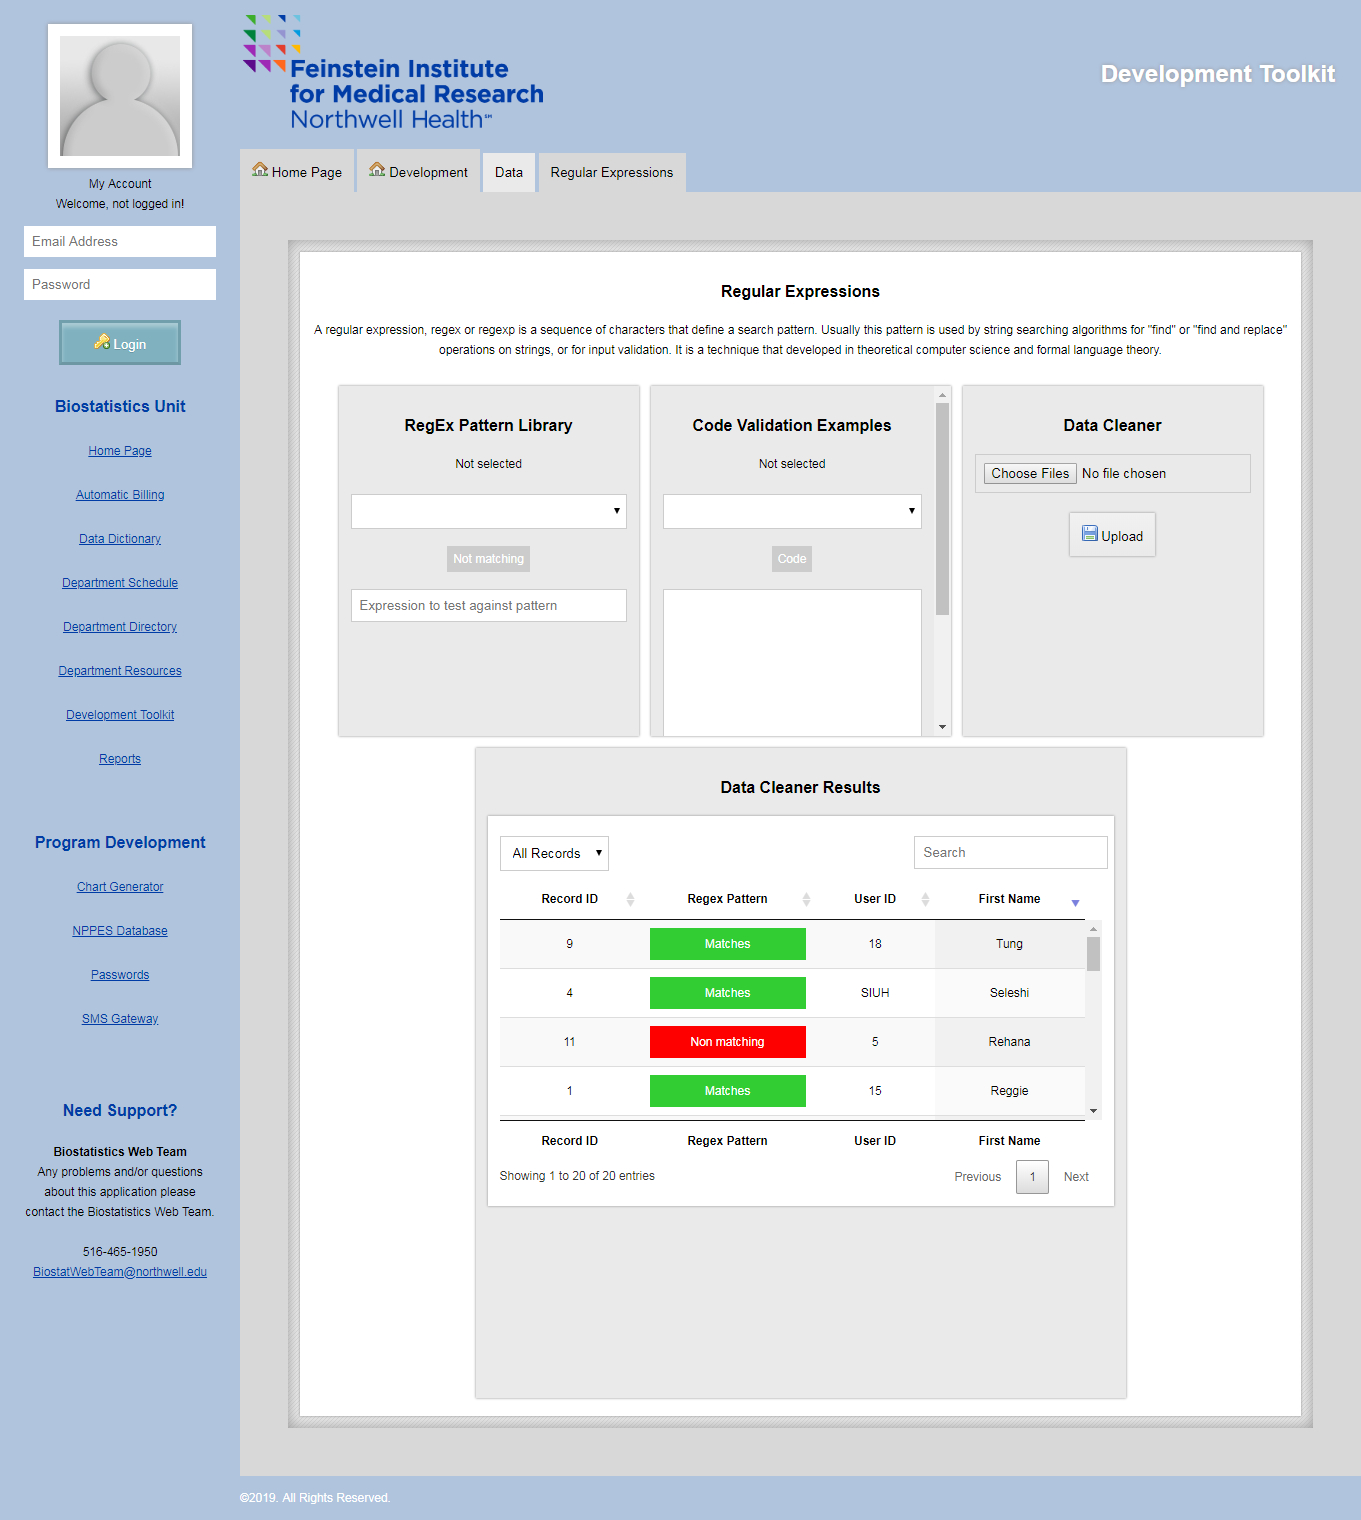 My Account
Welcome, not logged in!
Email Address
Password
Login
Biostatistics Unit
Home Page
Automatic Billing
Data Dictionary
Department Schedule
Department Directory
Department Resources
Development Toolkit
Reports
Program Development
Chart Generator
NPPES Database
Passwords
SMS Gateway
Need Support?
Biostatistics Web Team
Any problems and/or questions
about this application please
contact the Biostatistics Web Team.
516-465-1950
BiostatWebTeam@northwell.edu
Feinstein Institute
for Medical Research
Northwell Health℠
Development Toolkit
Home Page Development Data Regular Expressions
Regular Expressions
A regular expression, regex or regexp is a sequence of characters that define a search pattern. Usually this pattern is used by string searching algorithms for "find" or "find and replace"
operations on strings, or for input validation. It is a technique that developed in theoretical computer science and formal language theory.
RegEx Pattern Library
Not selected
Not matching
Expression to test against pattern
Code Validation Examples
Not selected
Code
Data Cleaner
Choose Files No file chosen
Upload
Data Cleaner Results
All Records Search
Record ID Regex Pattern User ID First Name
9 Matches 18 Tung
4 Matches SIUH Seleshi
11 Non matching 5 Rehana
1 Matches 15 Reggie
Record ID Regex Pattern User ID First Name
Showing 1 to 20 of 20 entries Previous 1 Next
©2019. All Rights Reserved.